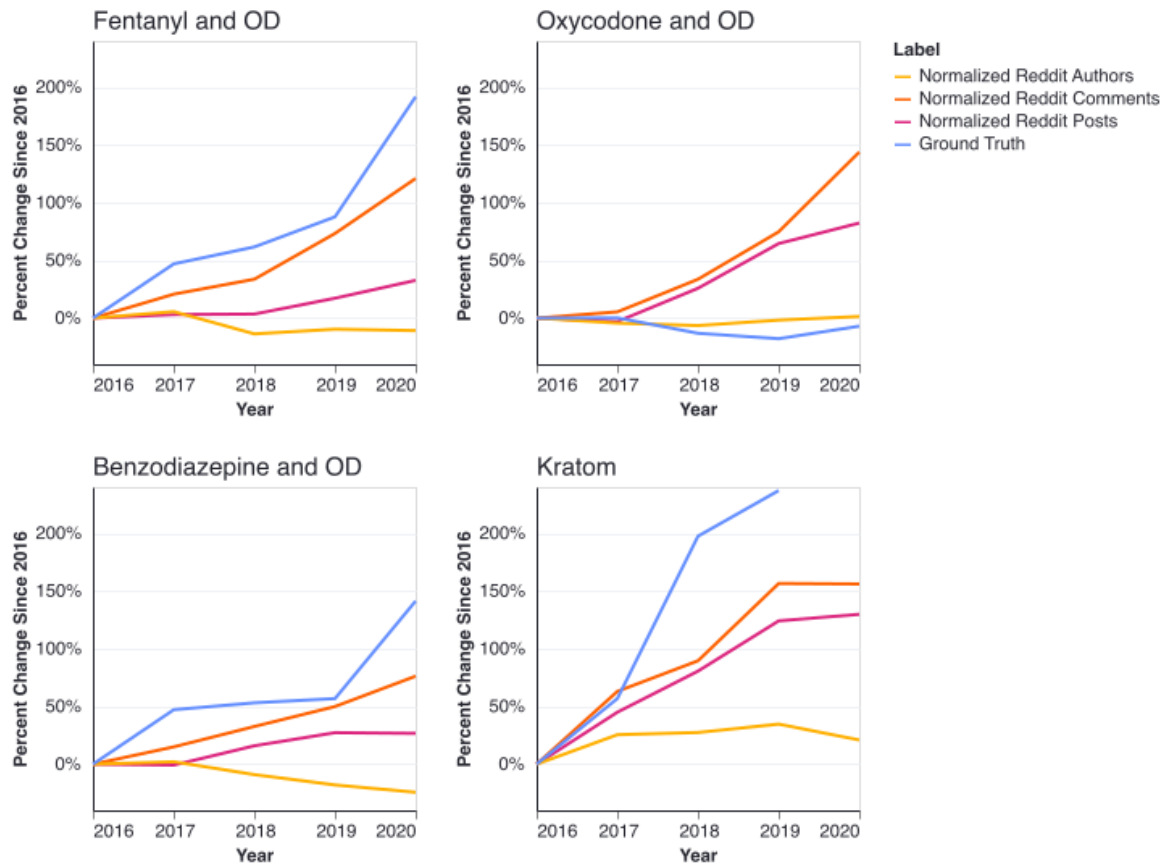 Fentanyl and OD
Percent Change Since 2016
200%
150%
100%
50%
0%
2016 2017 2018 2019 2020
Year
Oxycodone and OD
Percent Change Since 2016
200%
150%
100%
50%
0%
2016 2017 2018 2019 2020
Year
Label
Normalized Reddit Authors
Normalized Reddit Comments
Normalized Reddit Posts
Ground Truth
Benzodiazepine and OD
Percent Change Since 2016
200%
150%
100%
50%
0%
2016 2017 2018 2019 2020
Year
Kratom
Percent Change Since 2016
200%
150%
100%
50%
0%
2016 2017 2018 2019 2020
Year